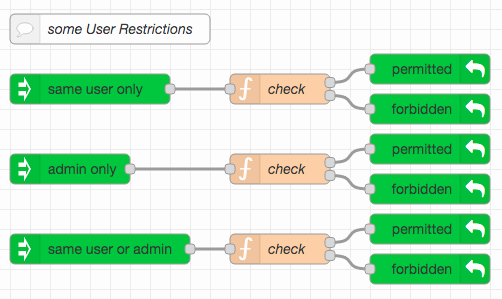 some User Restrictions
same user only
check
permitted
forbidden
admin only
check
permitted
forbidden
same user or admin
check
permitted
forbidden